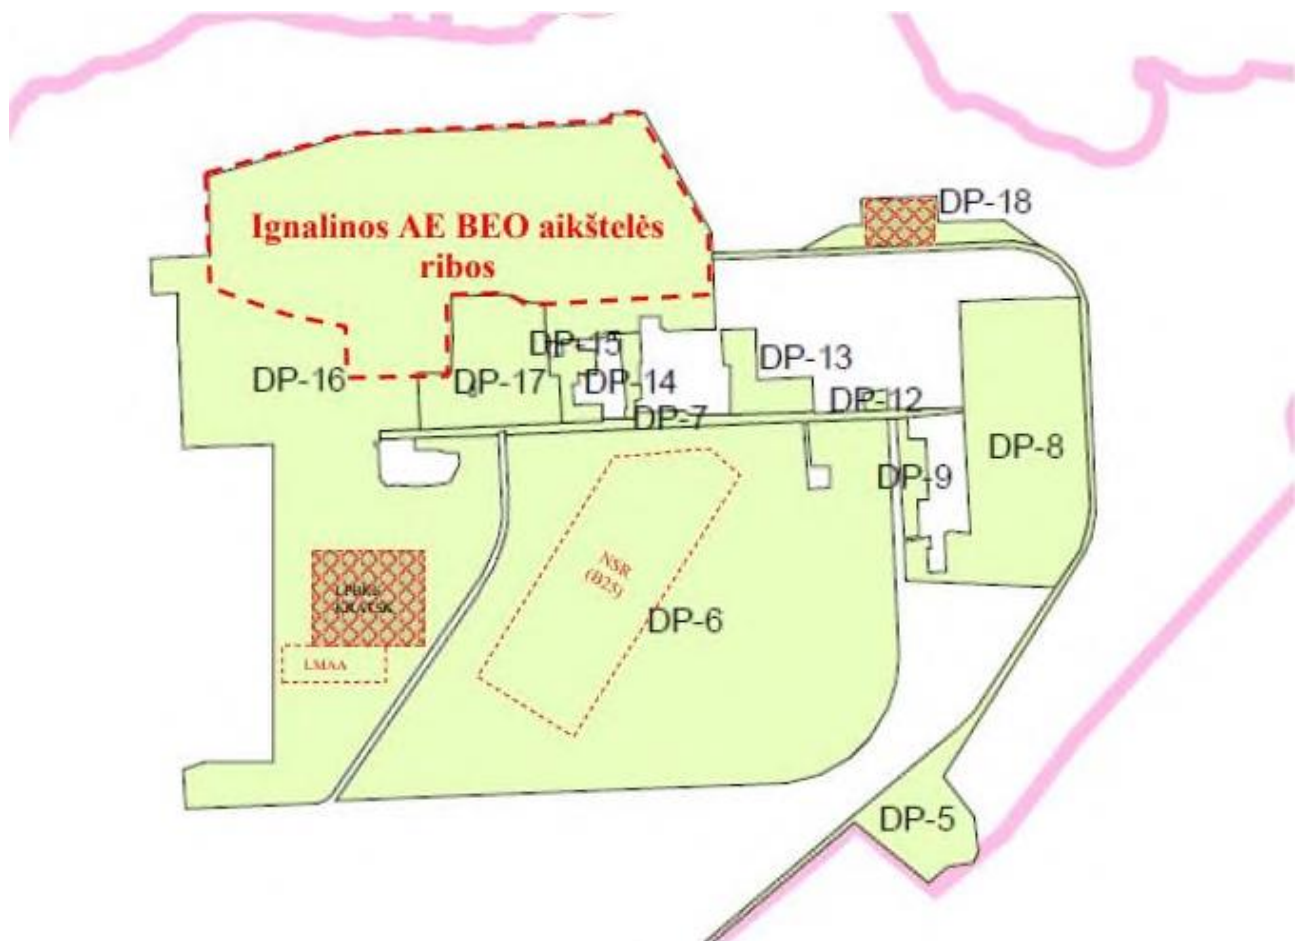 DP-18
Ignalinos AE BEO aikštelės
ribos
DP-15
DP-13
DP-16
DP-17
DP-14
DP-12
DP-7
DP-8
DP-9
NSR
(B25)
DP-6
LMAA
DP-5